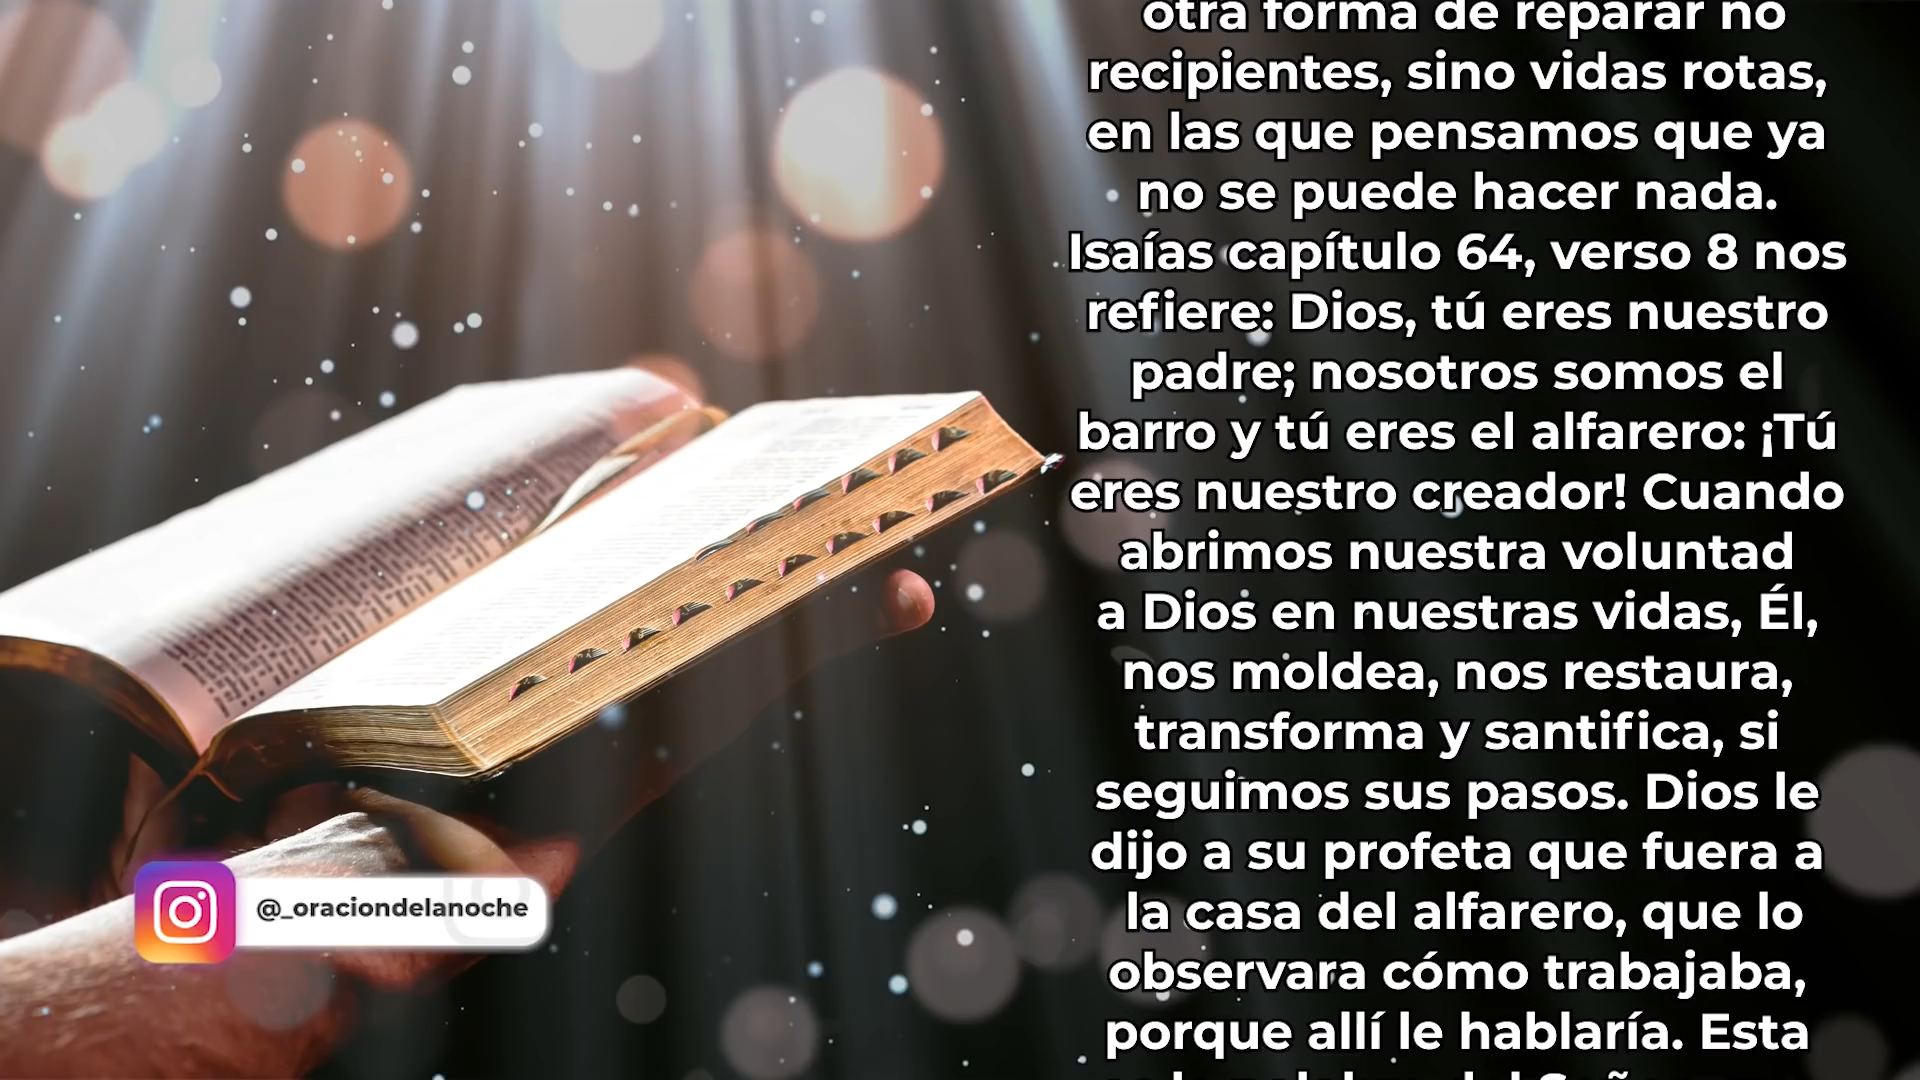 otra forma de reparar no
recipientes, sino vidas rotas,
en las que pensamos que ya
no se puede hacer nada.
Isaías capítulo 64, verso 8 nos
refiere: Dios, tú eres nuestro
padre; nosotros somos el
barro y tú eres el alfarero: ¡Tú
eres nuestro creador! Cuando
abrimos nuestra voluntad
a Dios en nuestras vidas, Él,
nos moldea, nos restaura,
transforma y santifica, si
seguimos sus pasos. Dios le
dijo a su profeta que fuera a
la casa del alfarero, que lo
observara cómo trabajaba,
porque allí le hablaría. Esta
@_oraciondelanoche